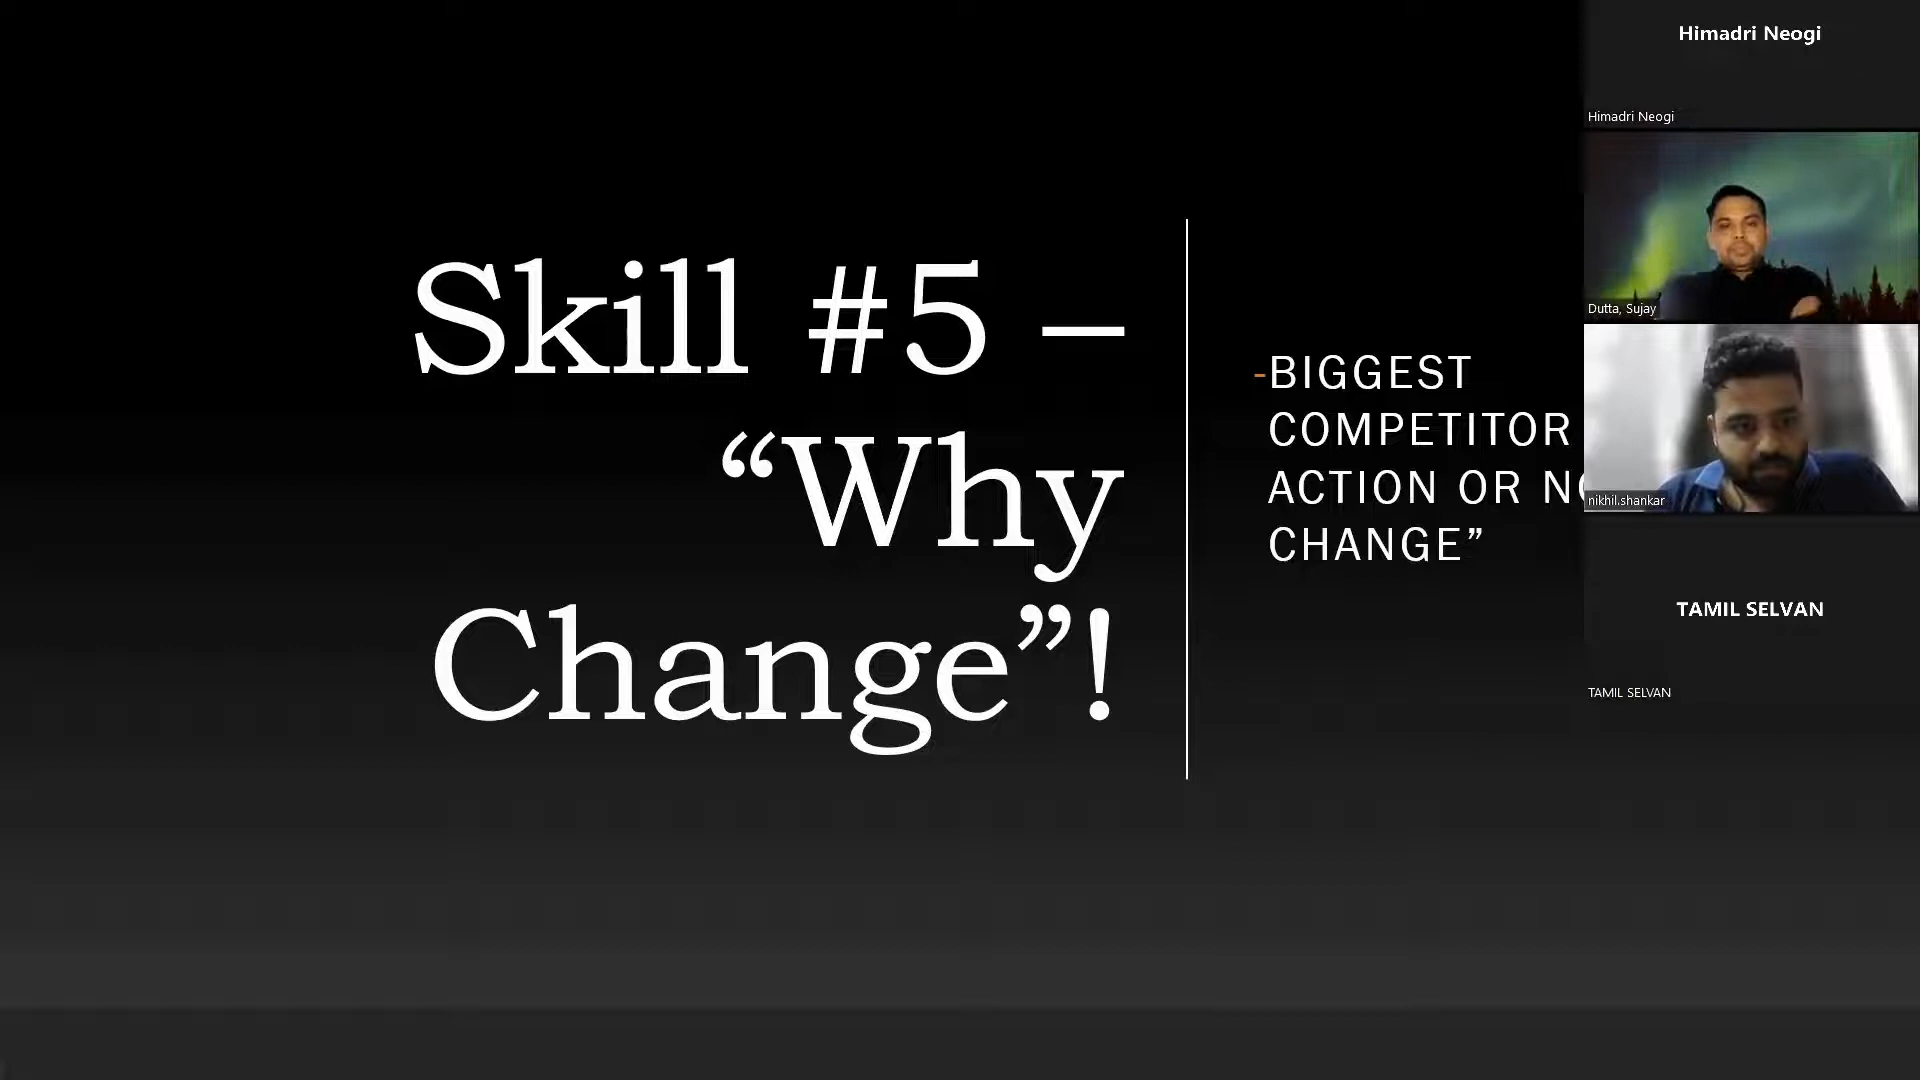 Skill #5 –
“Why
Change”!
-BIGGEST
COMPETITOR
ACTION OR
CHANGE”
Himadri Neogi
Himadri Neogi
Dutta, Sujay
nikhil.shankar
TAMIL SELVAN
TAMIL SELVAN